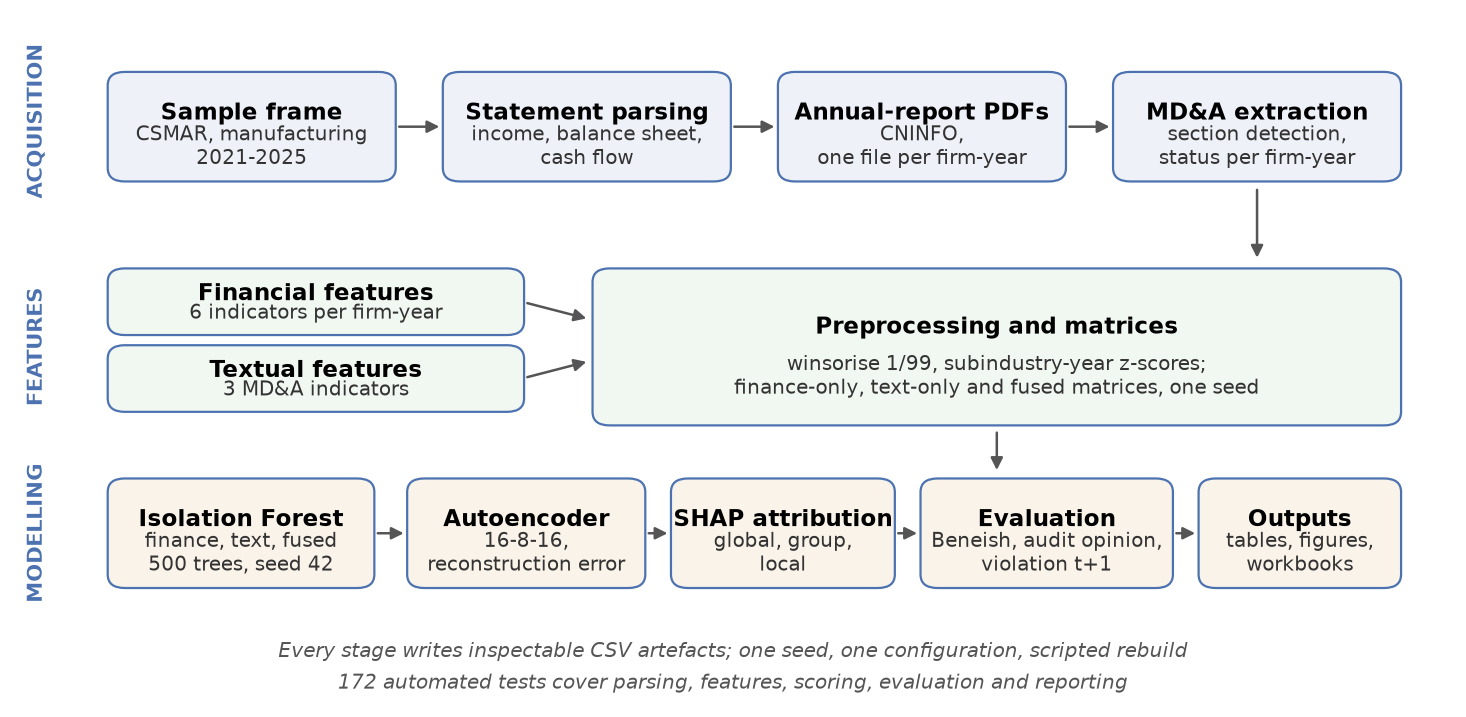 ACQUISITION
Sample frame
CSMAR, manufacturing
2021-2025
Statement parsing
income, balance sheet,
cash flow
Annual-report PDFs
CNINFO,
one file per firm-year
MD&A extraction
section detection,
status per firm-year
FEATURES
Financial features
6 indicators per firm-year
Textual features
3 MD&A indicators
Preprocessing and matrices
winsorise 1/99, subindustry-year z-scores;
finance-only, text-only and fused matrices, one seed
MODELLING
Isolation Forest
finance, text, fused
500 trees, seed 42
Autoencoder
16-8-16,
reconstruction error
SHAP attribution
global, group,
local
Evaluation
Beneish, audit opinion,
violation t+1
Outputs
tables, figures,
workbooks
Every stage writes inspectable CSV artefacts; one seed, one configuration, scripted rebuild
172 automated tests cover parsing, features, scoring, evaluation and reporting